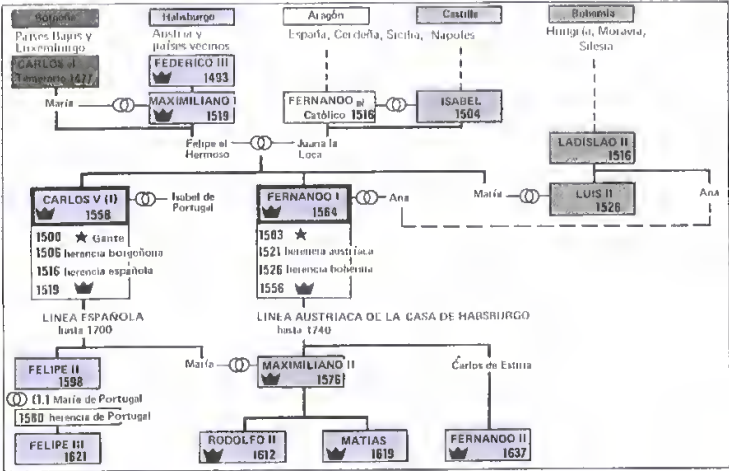 Borgoña
Habsburgo
Aragón
Castilla
Bohemia
Países Bajos y
Luxemburgo
Austria y
países vecinos
España, Cerdeña, Sicilia, Nápoles
Hungría, Moravia,
Silesia
CARLOS el
Temerario 1477
FEDERICO III
1493
María
MAXIMILIANO I
1519
FERNANDO el
Católico 1516
ISABEL
1504
Felipe el
Hermoso
Juana la
Loca
LADISLAO II
1516
CARLOS V (I)
1558
Isabel de
Portugal
FERNANDO I
1564
Ana
María
LUIS II
1526
Ana
1500 Gante
1506 herencia borgoñona
1516 herencia española
1519
1503
1521 herencia austríaca
1526 herencia bohemia
1556
LINEA ESPAÑOLA
hasta 1700
LINEA AUSTRIACA DE LA CASA DE HABSBURGO
hasta 1740
FELIPE II
1598
María
MAXIMILIANO II
1576
Carlos de Estiria
(1.) María de Portugal
1580 herencia de Portugal
FELIPE III
1621
RODOLFO II
1612
MATIAS
1619
FERNANDO II
1637